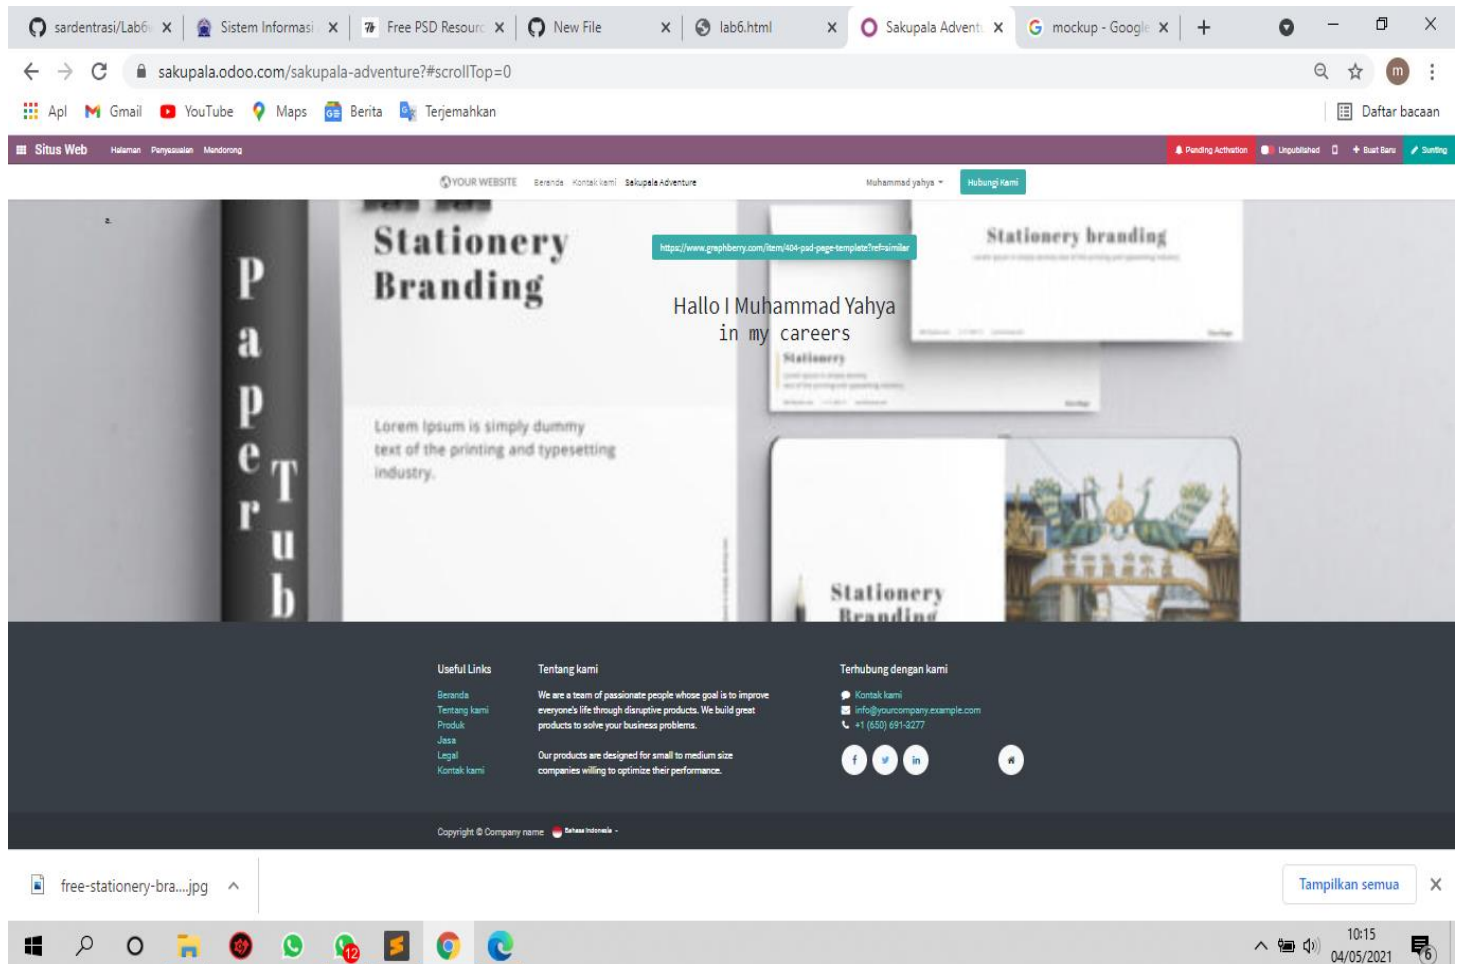 sardentrasi/Lab6
Sistem Informasi
Free PSD Resourc
New File
lab6.html
Sakupala Advent
mockup - Google
sakupala.odoo.com/sakupala-adventure?#scrollTop=0
m
Apl
Gmail
YouTube
Maps
Berita
Terjemahkan
Daftar bacaan
Situs Web
Halaman
Penyesuaian
Mendorong
Pending Activation
Unpublished
+ Buat Baru
Sunting
YOUR WEBSITE
Beranda
Kontak kami
Sakupala Adventure
Muhammad yahya
Hubungi Kami
a.
Paper
Tub
Stationery
Branding
Lorem Ipsum is simply dummy
text of the printing and typesetting
industry.
https://www.graphberry.com/item/404-psd-page-template?ref=similar
Hallo I Muhammad Yahya
in my careers
Stationery branding
Stationery
Stationery
Branding
Useful Links
Beranda
Tentang kami
Produk
Jasa
Legal
Kontak kami
Tentang kami
We are a team of passionate people whose goal is to improve
everyone's life through disruptive products. We build great
products to solve your business problems.
Our products are designed for small to medium size
companies willing to optimize their performance.
Terhubung dengan kami
Kontak kami
info@yourcompany.example.com
+1 (650) 691-3277
Copyright © Company name
Bahasa Indonesia
free-stationery-bra....jpg
Tampilkan semua
12
10:15
04/05/2021
6